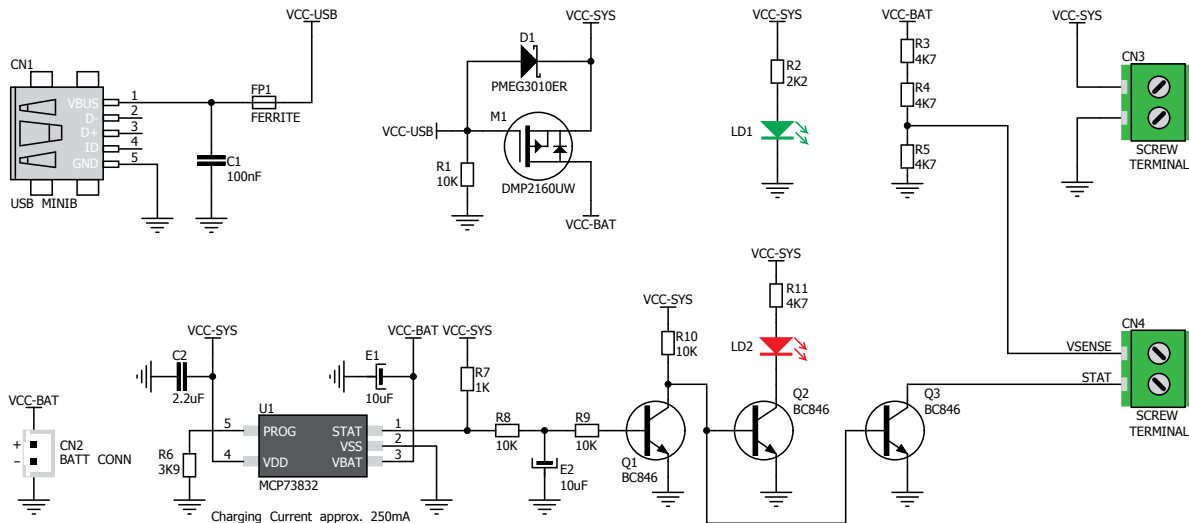 VCC-USB
CN1
VBUS
D-
D+
ID
GND
1
2
3
4
5
USB MINIB
FP1
FERRITE
C1
100nF
VCC-SYS
D1
PMEG3010ER
VCC-USB
M1
R1
10K
DMP2160UW
VCC-BAT
VCC-SYS
R2
2K2
LD1
VCC-BAT
R3
4K7
R4
4K7
R5
4K7
VCC-SYS
CN3
SCREW
TERMINAL
VCC-BAT
+
-
CN2
BATT CONN
VCC-SYS
C2
2.2uF
R6
3K9
U1
5
PROG
4
VDD
STAT
1
VSS
2
VBAT
3
MCP73832
Charging Current approx. 250mA
VCC-BAT
E1
10uF
VCC-SYS
R7
1K
R8
10K
E2
10uF
R9
10K
VCC-SYS
R10
10K
Q1
BC846
VCC-SYS
R11
4K7
LD2
Q2
BC846
Q3
BC846
CN4
VSENSE
STAT
SCREW
TERMINAL